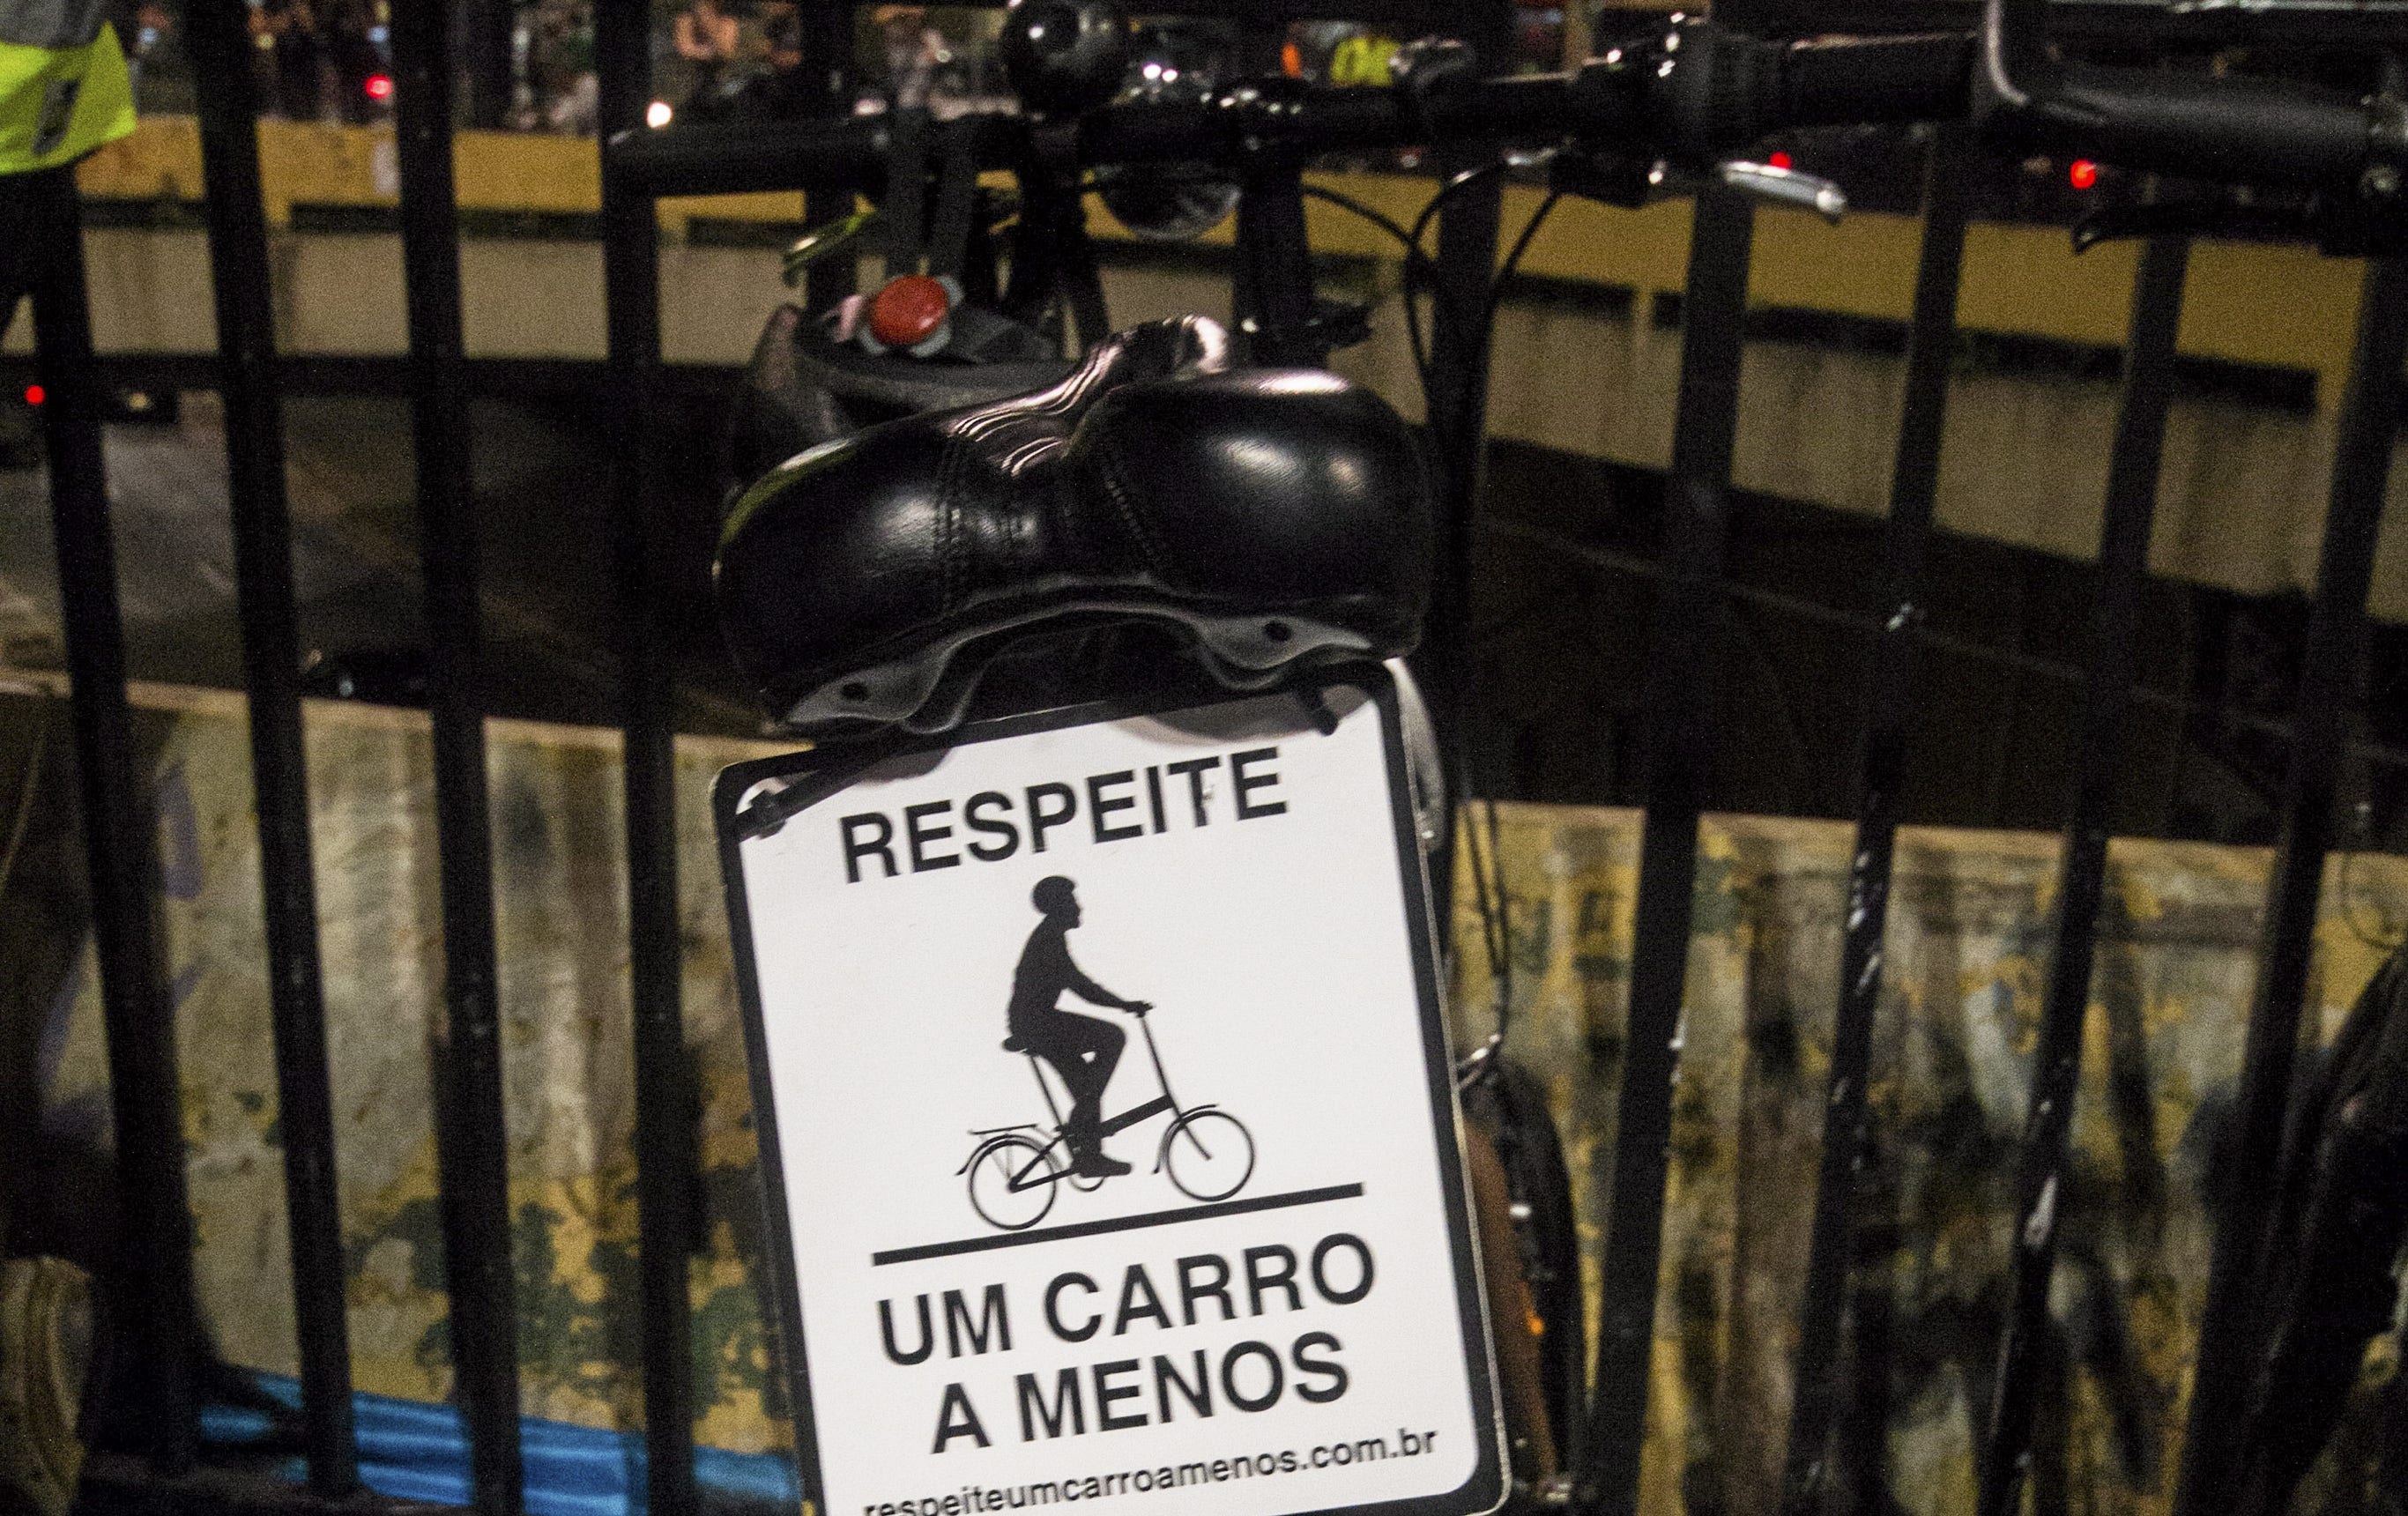 RESPEITE
UM CARRO
A MENOS
respeiteumcarroamenos.com.br